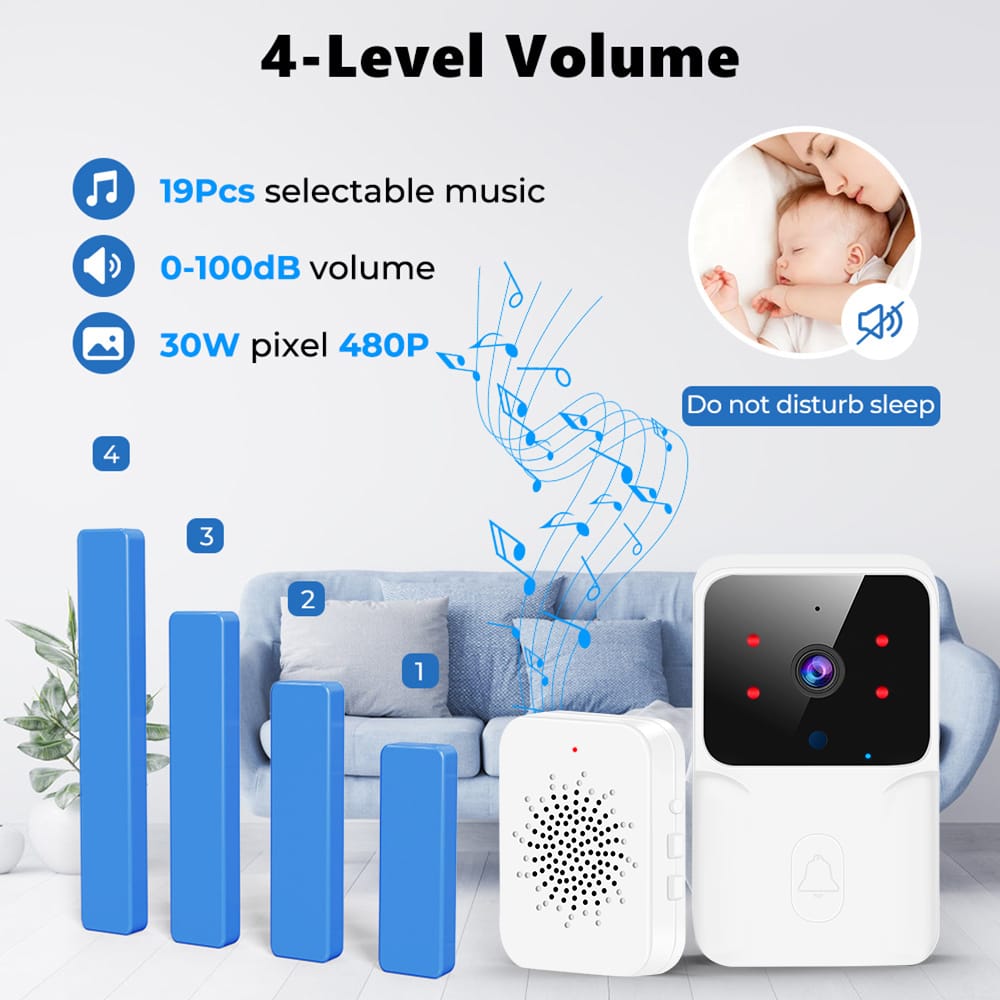 4-Level Volume
19Pcs selectable music
0-100dB volume
30W pixel 480P
Do not disturb sleep
4
3
2
1